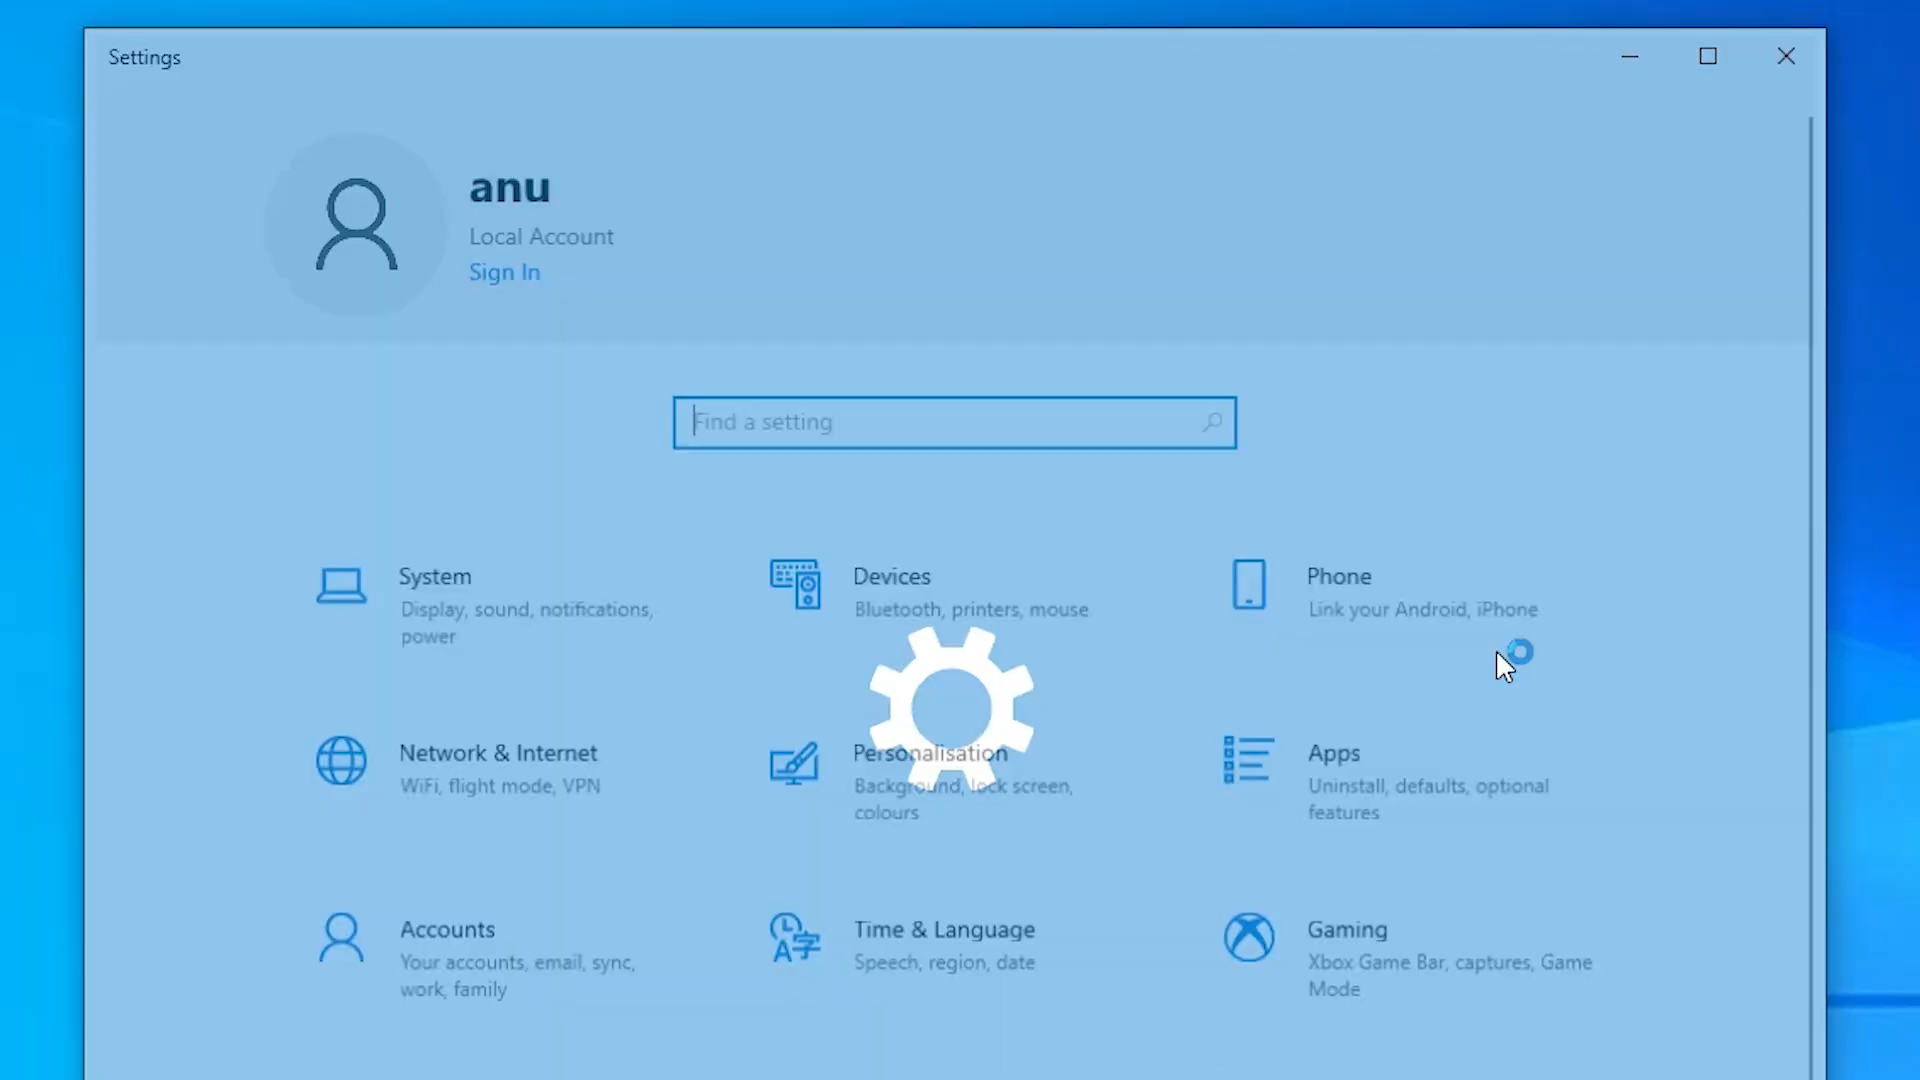 Settings
anu
Local Account
Sign In
Find a setting
System
Display, sound, notifications,
power
Devices
Bluetooth, printers, mouse
Phone
Link your Android, iPhone
Network & Internet
WiFi, flight mode, VPN
Personalisation
Background, lock screen,
colours
Apps
Uninstall, defaults, optional
features
Accounts
Your accounts, email, sync,
work, family
Time & Language
Speech, region, date
Gaming
Xbox Game Bar, captures, Game
Mode